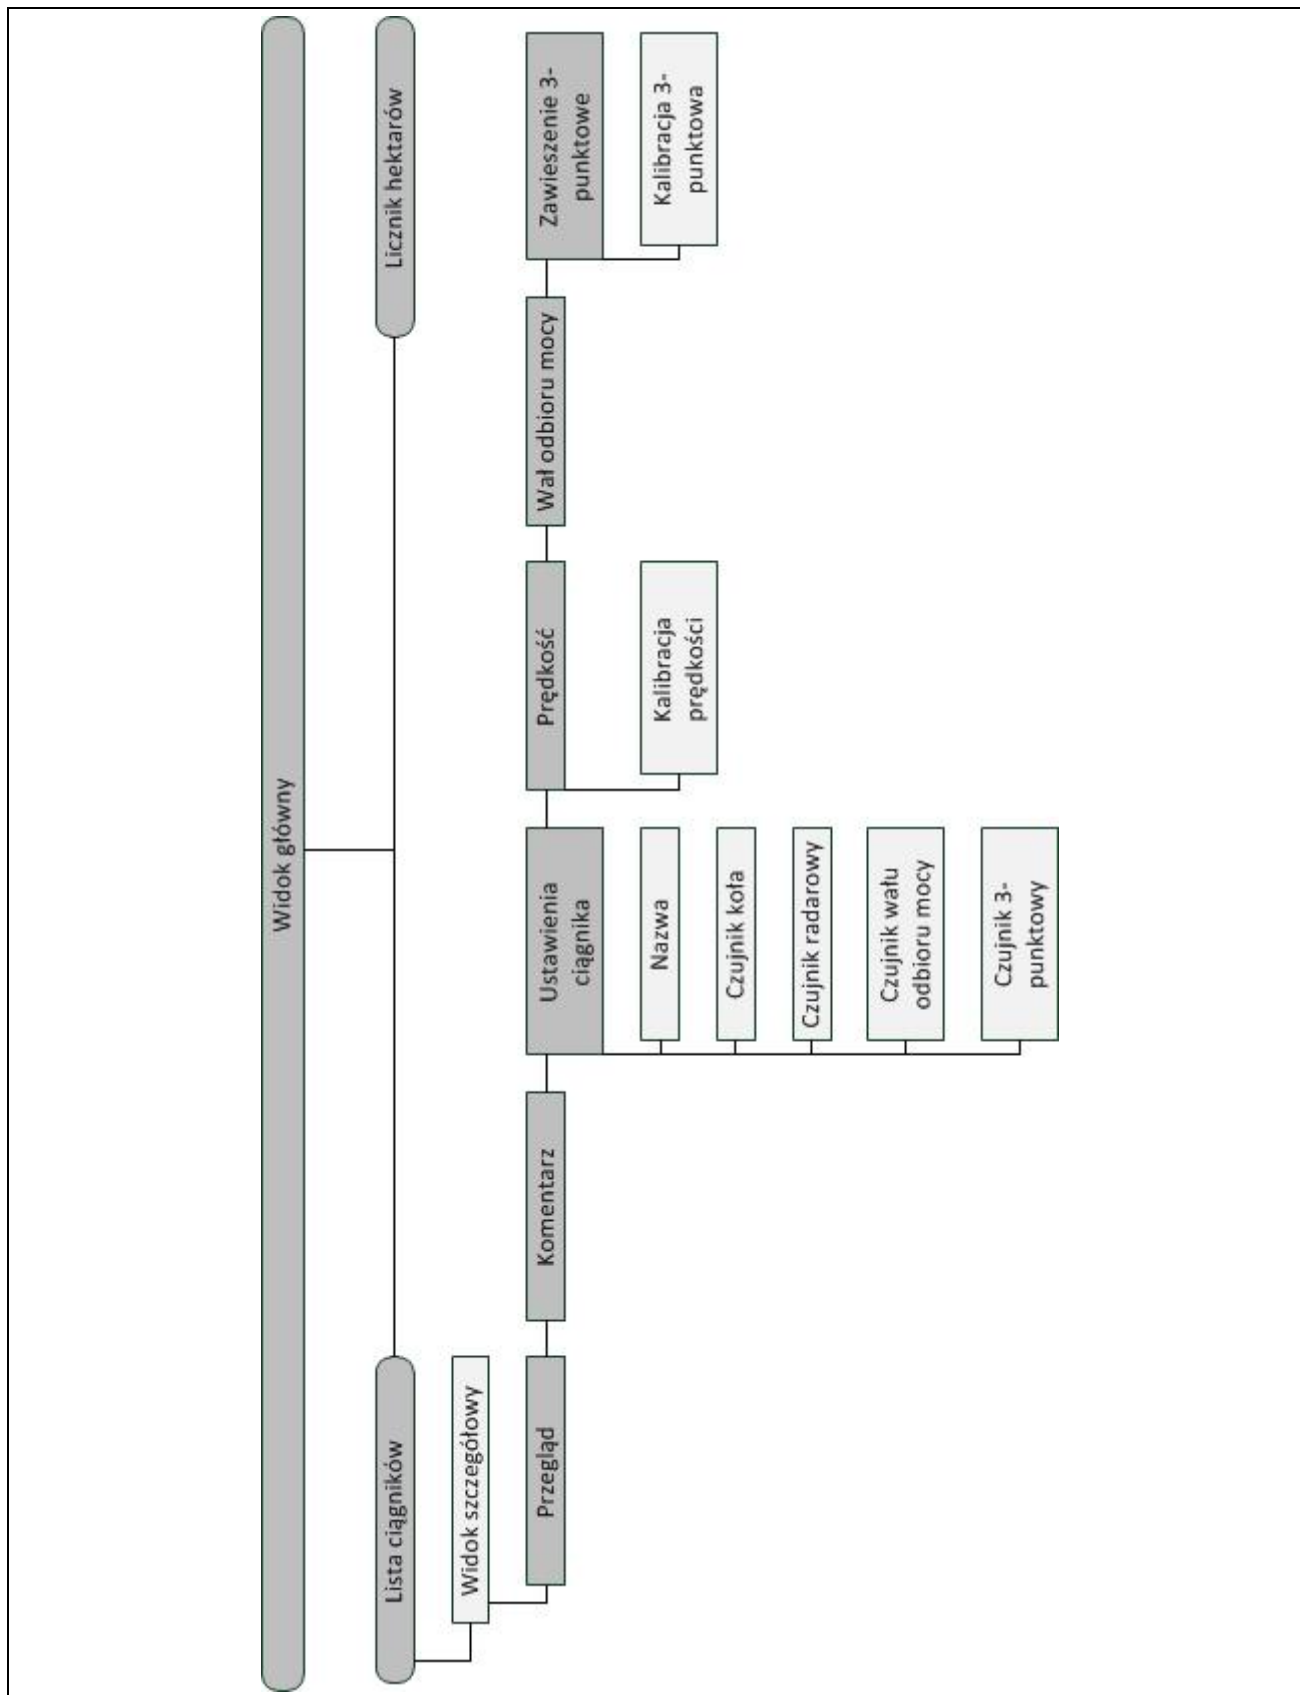 Widok główny
Lista ciągników
Licznik hektarów
Widok szczegółowy
Przegląd
Komentarz
Ustawienia
ciągnika
Prędkość
Wał odbioru mocy
Zawieszenie 3-
punktowe
Nazwa
Czujnik koła
Czujnik radarowy
Czujnik wału
odbioru mocy
Czujnik 3-
punktowy
Kalibracja
prędkości
Kalibracja 3-
punktowa